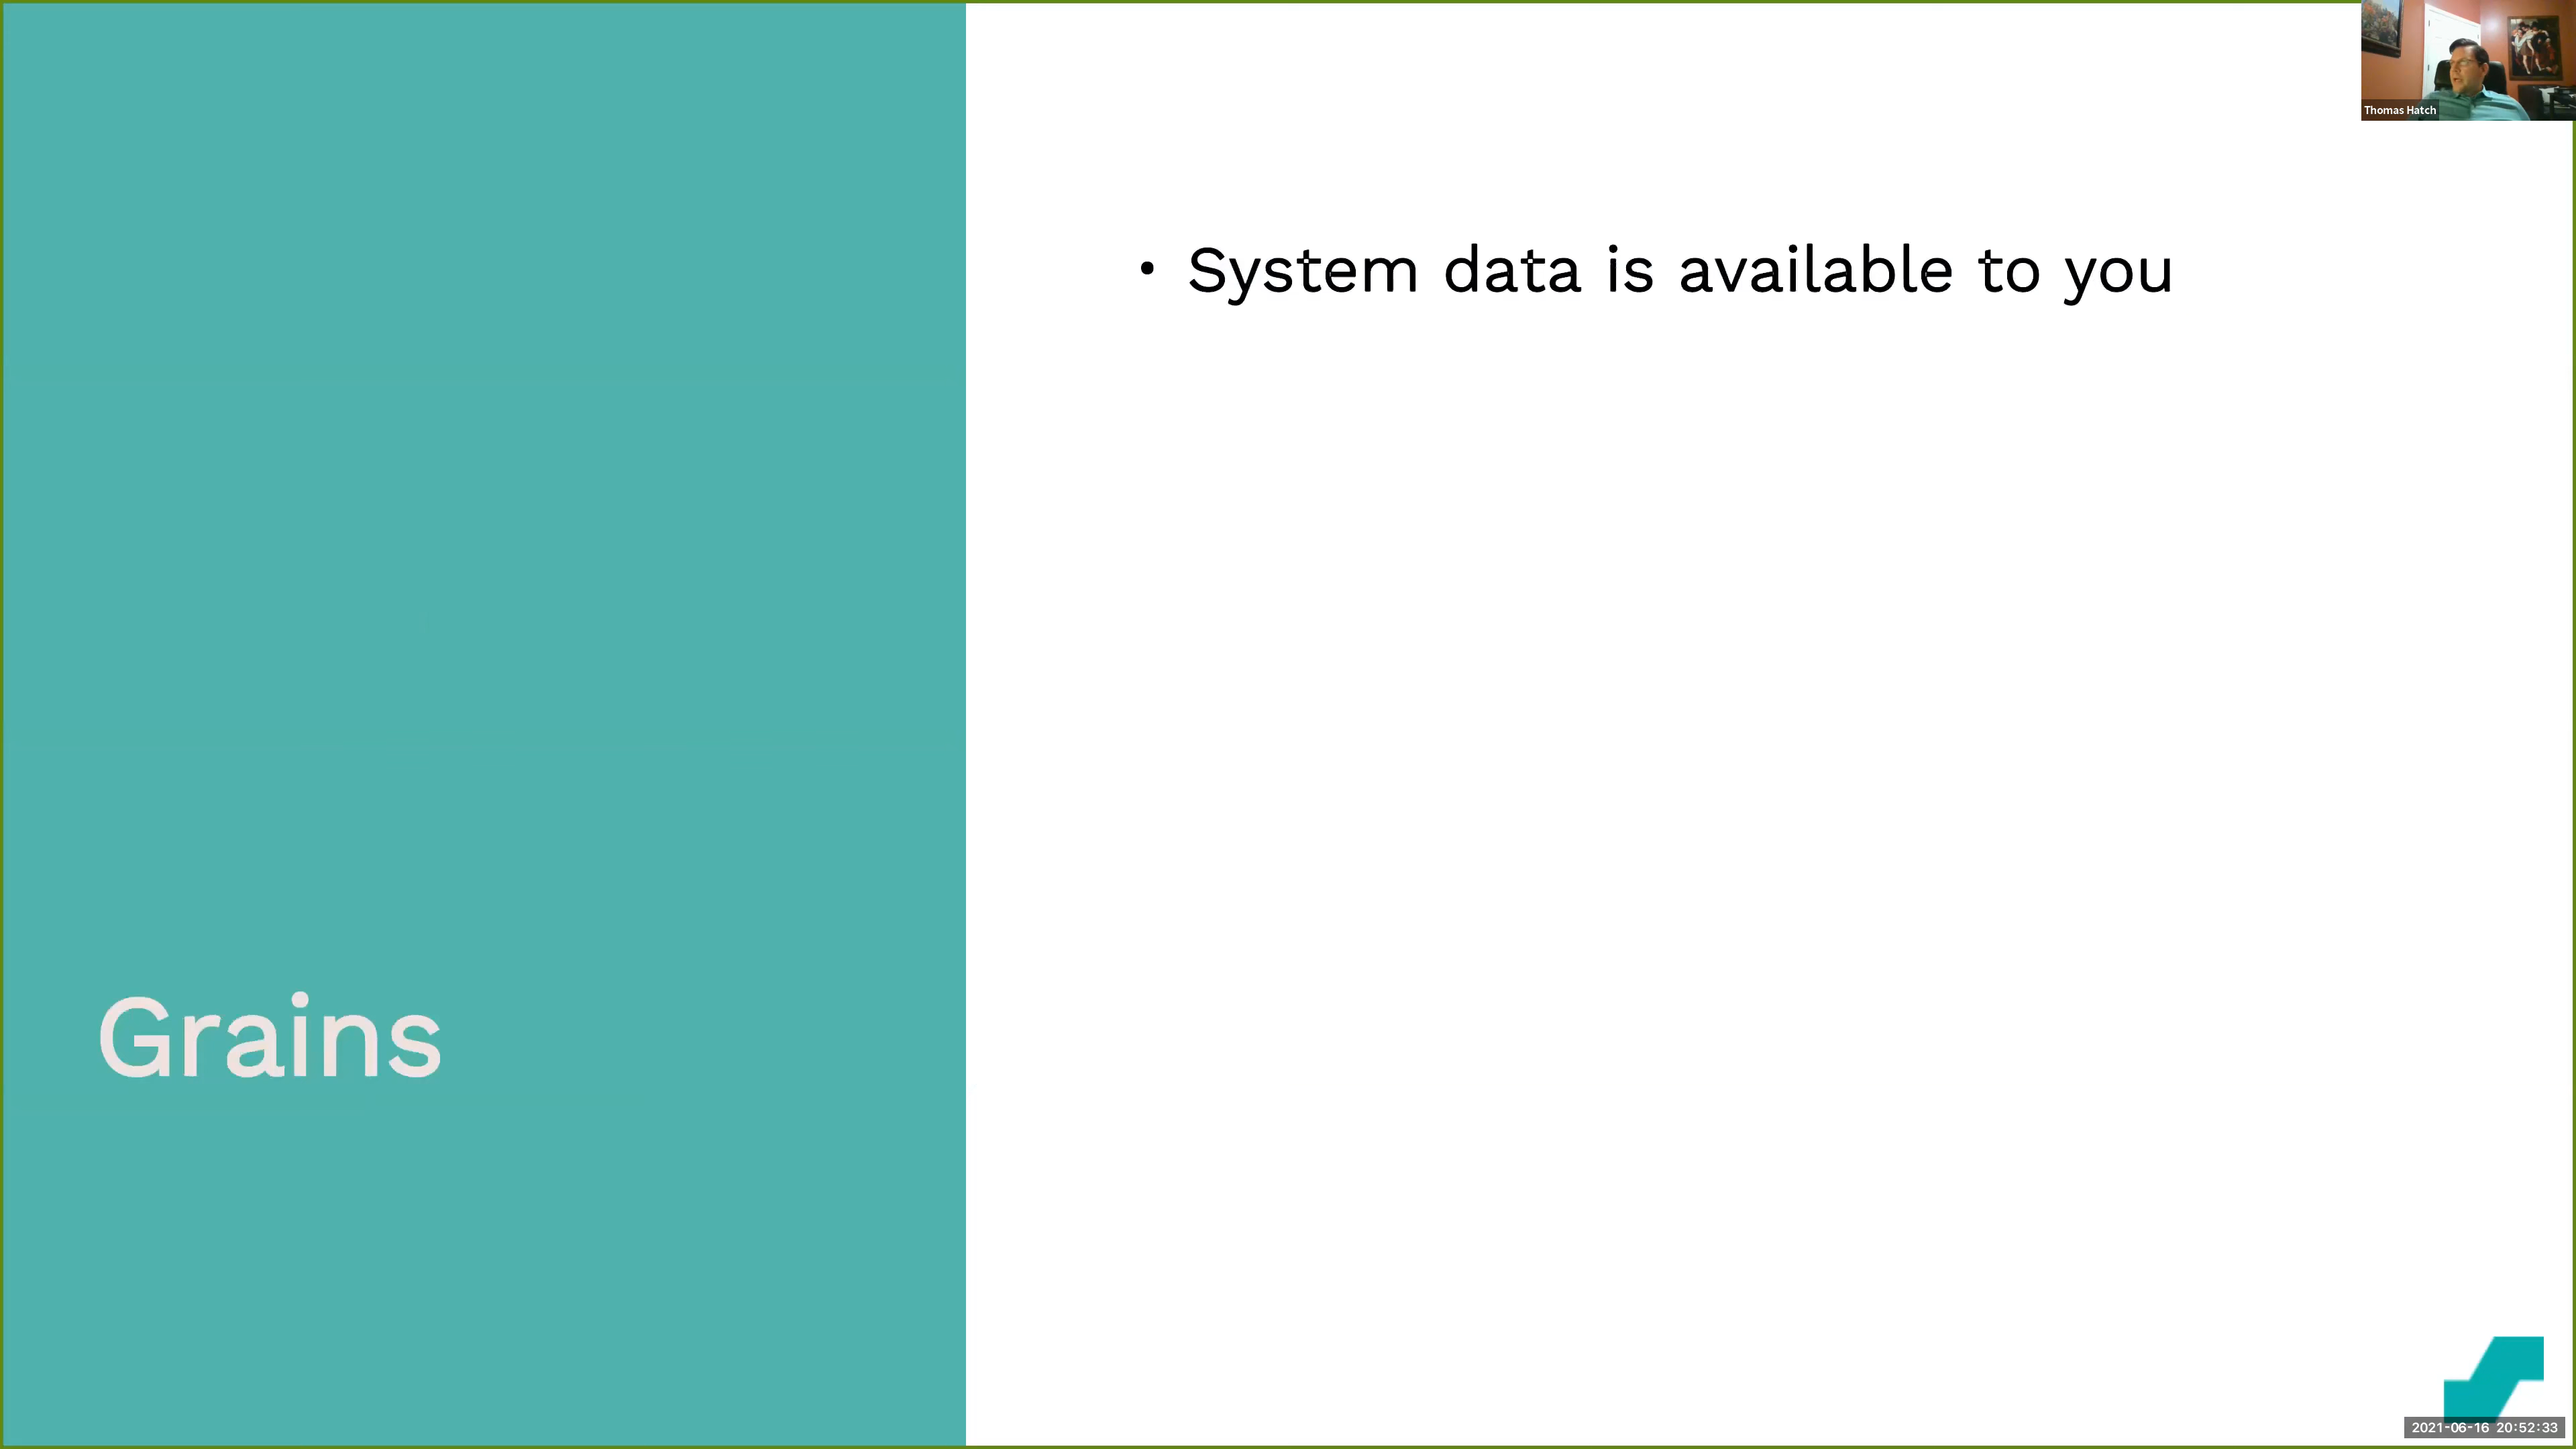 Thomas Hatch
• System data is available to you
Grains
2021-06-16 20:52:33